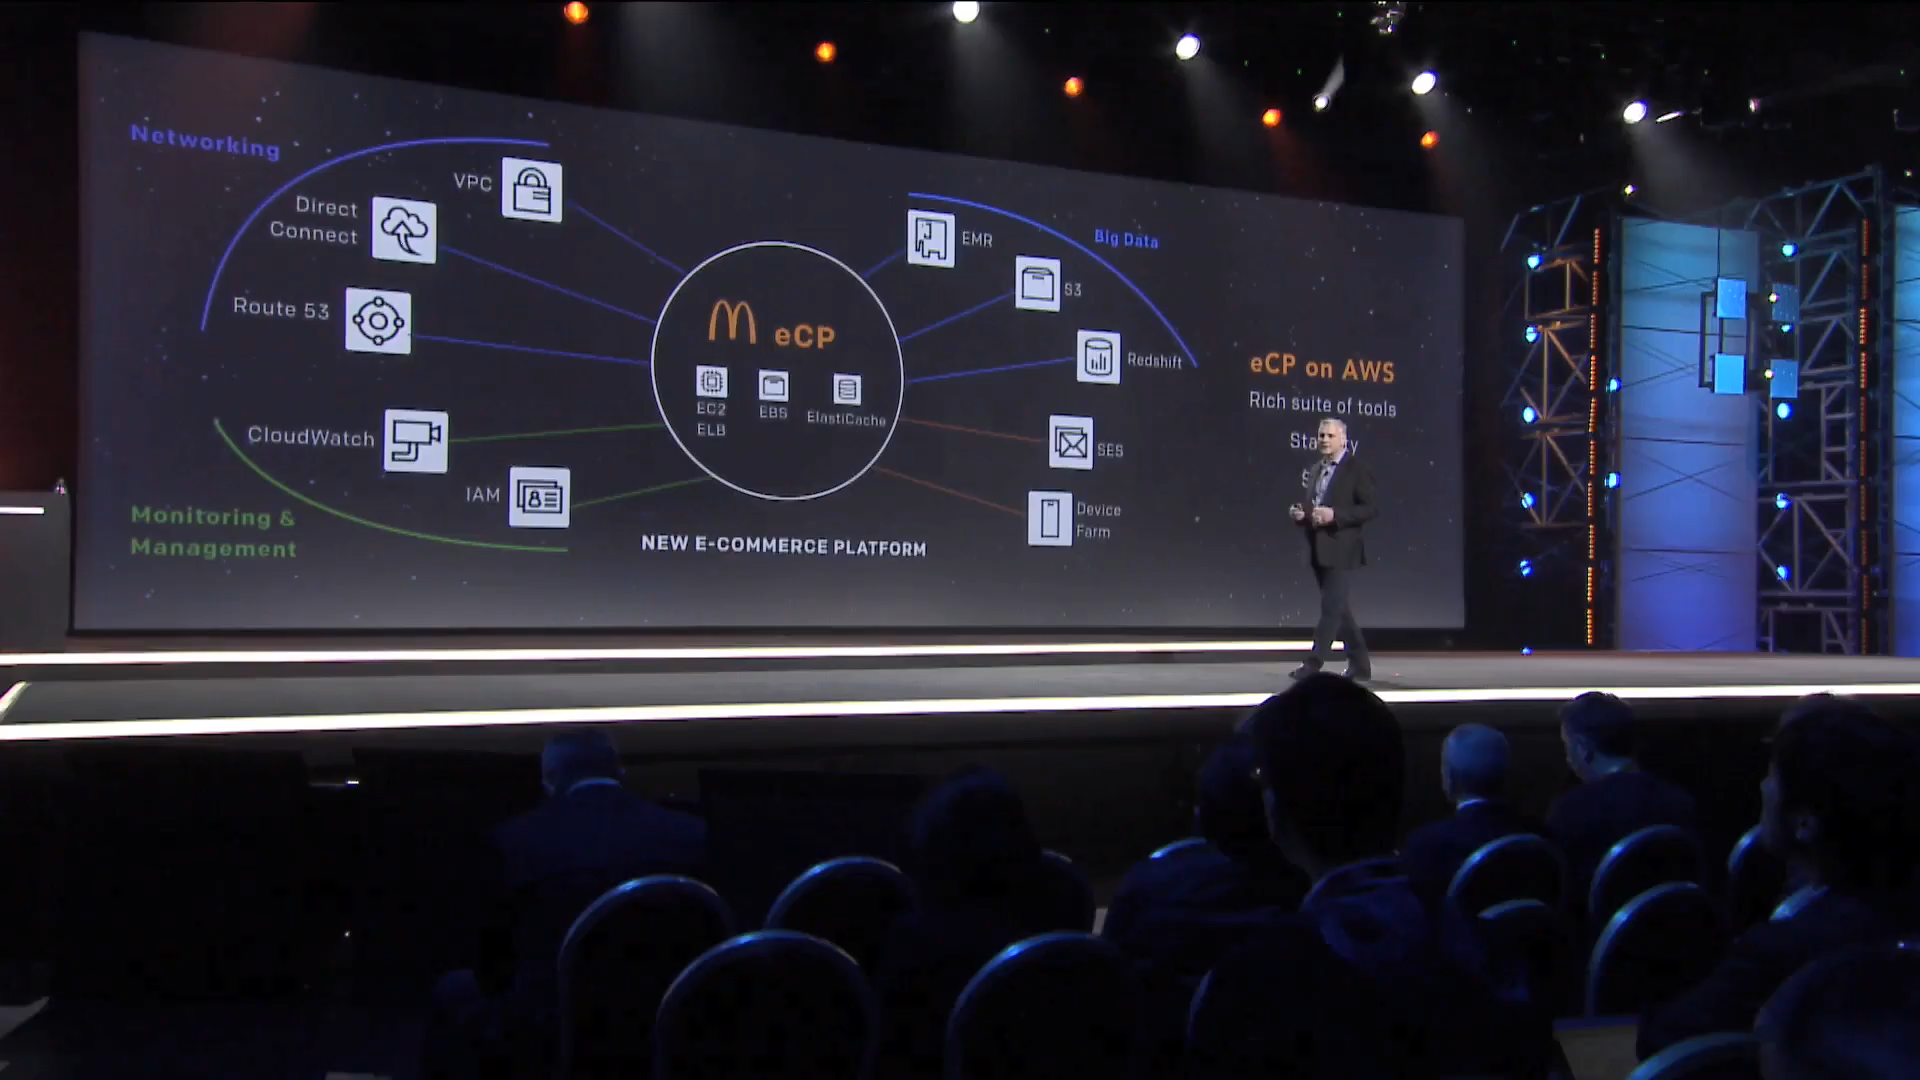 Networking
VPC
Direct
Connect
Route 53
CloudWatch
IAM
Monitoring &
Management
eCP
EC2
ELB
EBS
ElastiCache
NEW E-COMMERCE PLATFORM
Big Data
EMR
S3
Redshift
SES
Device
Farm
eCP on AWS
Rich suite of tools